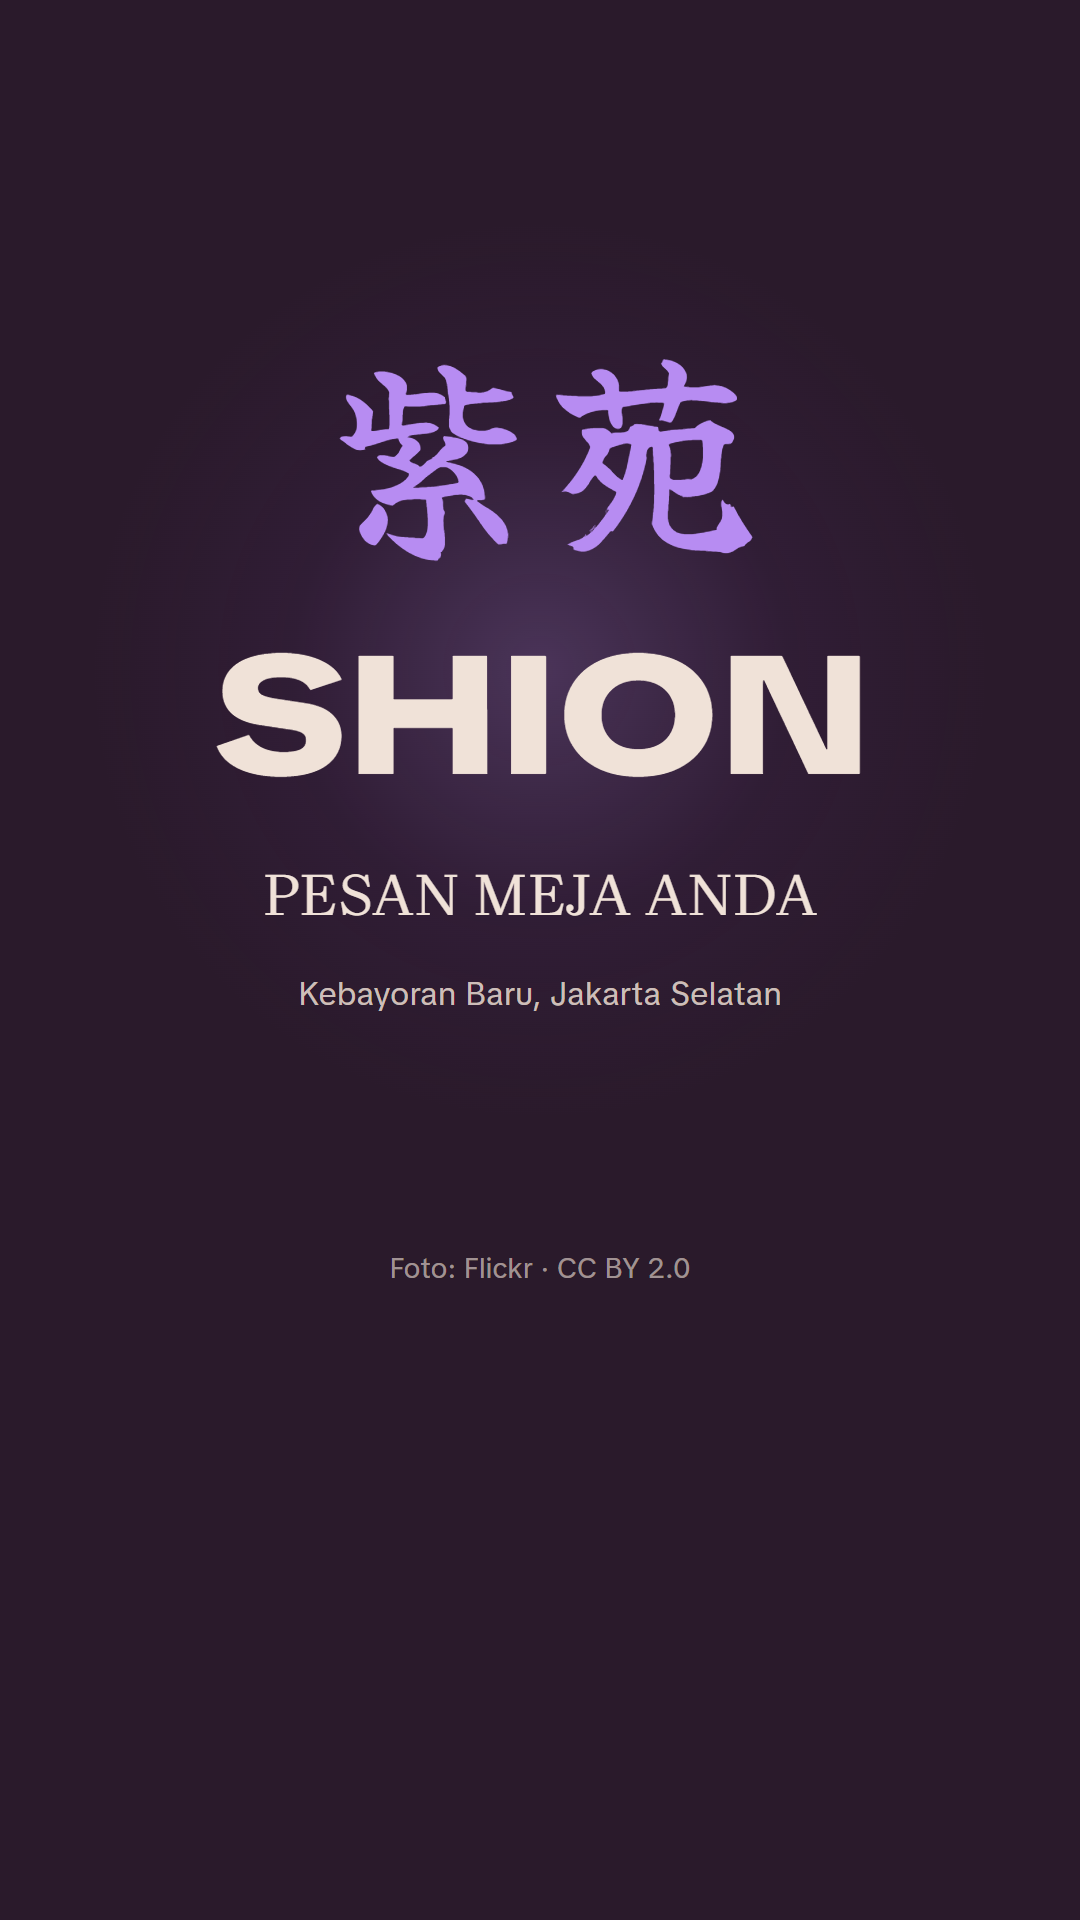 紫苑
SHION
PESAN MEJA ANDA
Kebayoran Baru, Jakarta Selatan
Foto: Flickr · CC BY 2.0